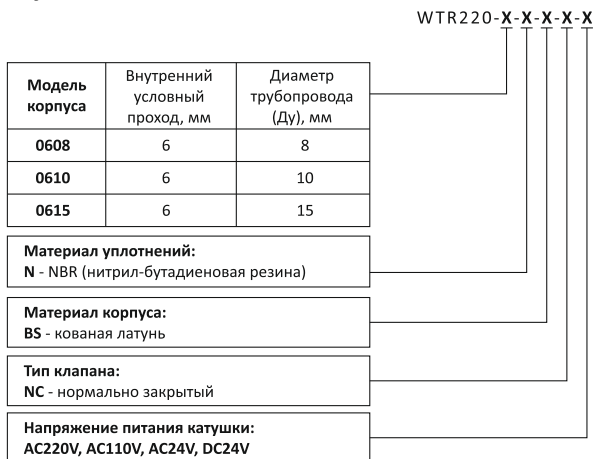 WTR220-X-X-X-X-X
Модель корпуса
Внутренний условный проход, мм
Диаметр трубопровода (Ду), мм
0608 6 8
0610 6 10
0615 6 15
Материал уплотнений:
N - NBR (нитрил-бутадиеновая резина)
Материал корпуса:
BS - кованая латунь
Тип клапана:
NC - нормально закрытый
Напряжение питания катушки:
AC220V, AC110V, AC24V, DC24V